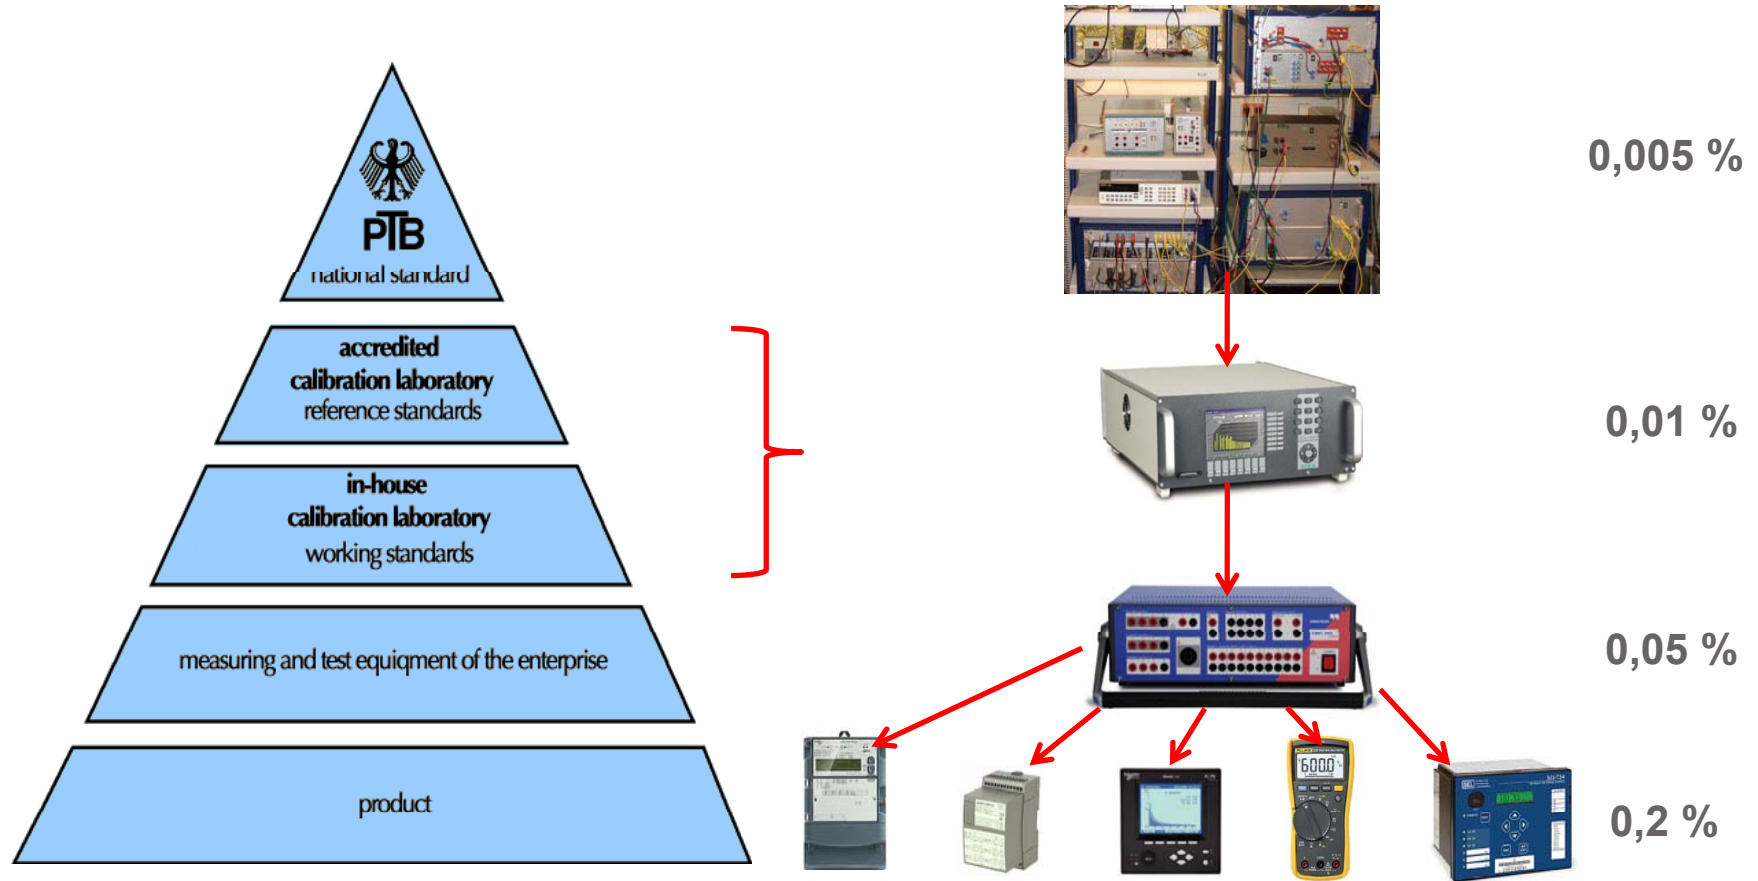 PTB
national standard
accredited
calibration laboratory
reference standards
in-house
calibration laboratory
working standards
measuring and test equiqment of the enterprise
product
0,005 %
0,01 %
0,05 %
0,2 %
600.0